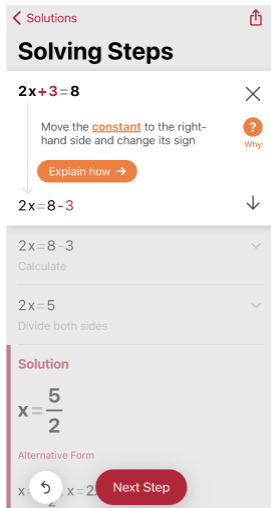 Solutions
Solving Steps
2x+3=8
Move the constant to the right-
hand side and change its sign
?
Why
Explain how →
2x=8-3
2x=8-3
Calculate
2x=5
Divide both sides
Solution
x=5/2
Alternative Form
x= x=2
Next Step